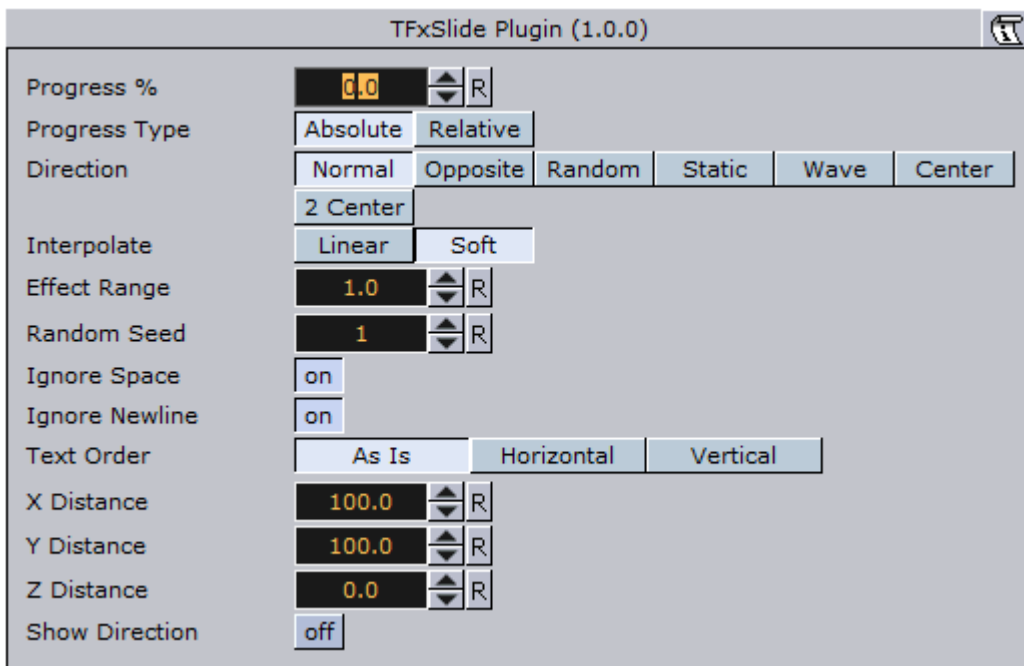 TFxSlide Plugin (1.0.0)
Progress % 0.0 R
Progress Type Absolute Relative
Direction Normal Opposite Random Static Wave Center
2 Center
Interpolate Linear Soft
Effect Range 1.0 R
Random Seed 1 R
Ignore Space on
Ignore Newline on
Text Order As Is Horizontal Vertical
X Distance 100.0 R
Y Distance 100.0 R
Z Distance 0.0 R
Show Direction off